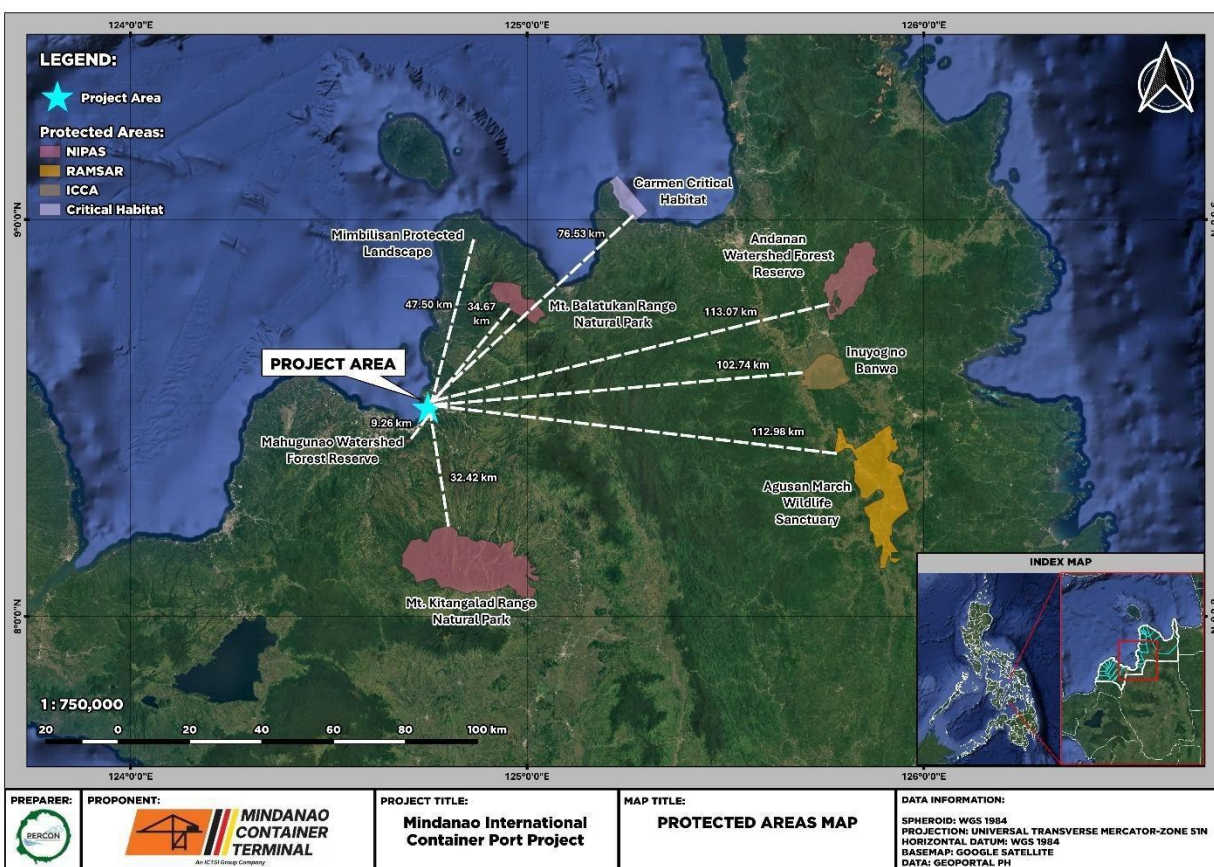 124°0'0"E
125°0'0"E
126°0'0"E
LEGEND:
Project Area
Protected Areas:
NIPAS
RAMSAR
ICCA
Critical Habitat
Carmen Critical
Habitat
9°0'0"N
Mimbilisan Protected
Landscape
76.53 km
Andanan
Watershed Forest
Reserve
47.50 km
34.67
km
Mt. Balatukan Range
Natural Park
113.07 km
PROJECT AREA
102.74 km
Inuyog no
Banwa
9.26 km
Mahugunao Watershed
Forest Reserve
112.98 km
32.42 km
Agusan March
Wildlife
Sanctuary
Mt. Kitangalad Range
Natural Park
8°0'0"N
INDEX MAP
1 : 750,000
20 0 20 40 60 80 100 km
124°0'0"E
125°0'0"E
126°0'0"E
PREPARER:
PERCON
PROPONENT:
MINDANAO
CONTAINER
TERMINAL
An ICTSI Group Company
PROJECT TITLE:
Mindanao International
Container Port Project
MAP TITLE:
PROTECTED AREAS MAP
DATA INFORMATION:
SPHEROID: WGS 1984
PROJECTION: UNIVERSAL TRANSVERSE MERCATOR-ZONE 51N
HORIZONTAL DATUM: WGS 1984
BASEMAP: GOOGLE SATELLITE
DATA: GEOPORTAL PH